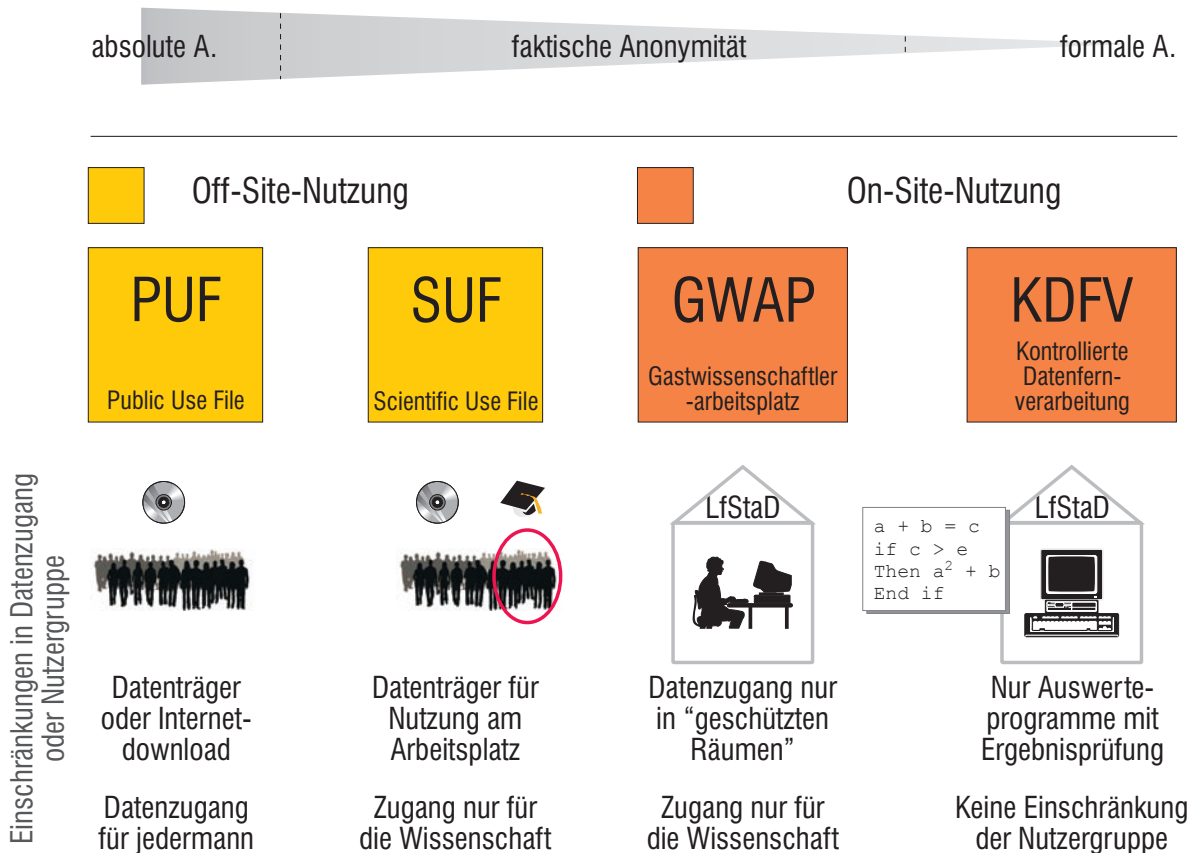 absolute A.
faktische Anonymität
formale A.
Off-Site-Nutzung
On-Site-Nutzung
PUF
Public Use File
SUF
Scientific Use File
GWAP
Gastwissenschaftler
-arbeitsplatz
KDFV
Kontrollierte
Datenfern-
verarbeitung
Einschränkungen in Datenzugang
oder Nutzergruppe
LfStaD
a + b = c
if c > e
Then a² + b
End if
LfStaD
Datenträger
oder Internet-
download
Datenträger für
Nutzung am
Arbeitsplatz
Datenzugang nur
in “geschützten
Räumen”
Nur Auswerte-
programme mit
Ergebnisprüfung
Datenzugang
für jedermann
Zugang nur für
die Wissenschaft
Zugang nur für
die Wissenschaft
Keine Einschränkung
der Nutzergruppe